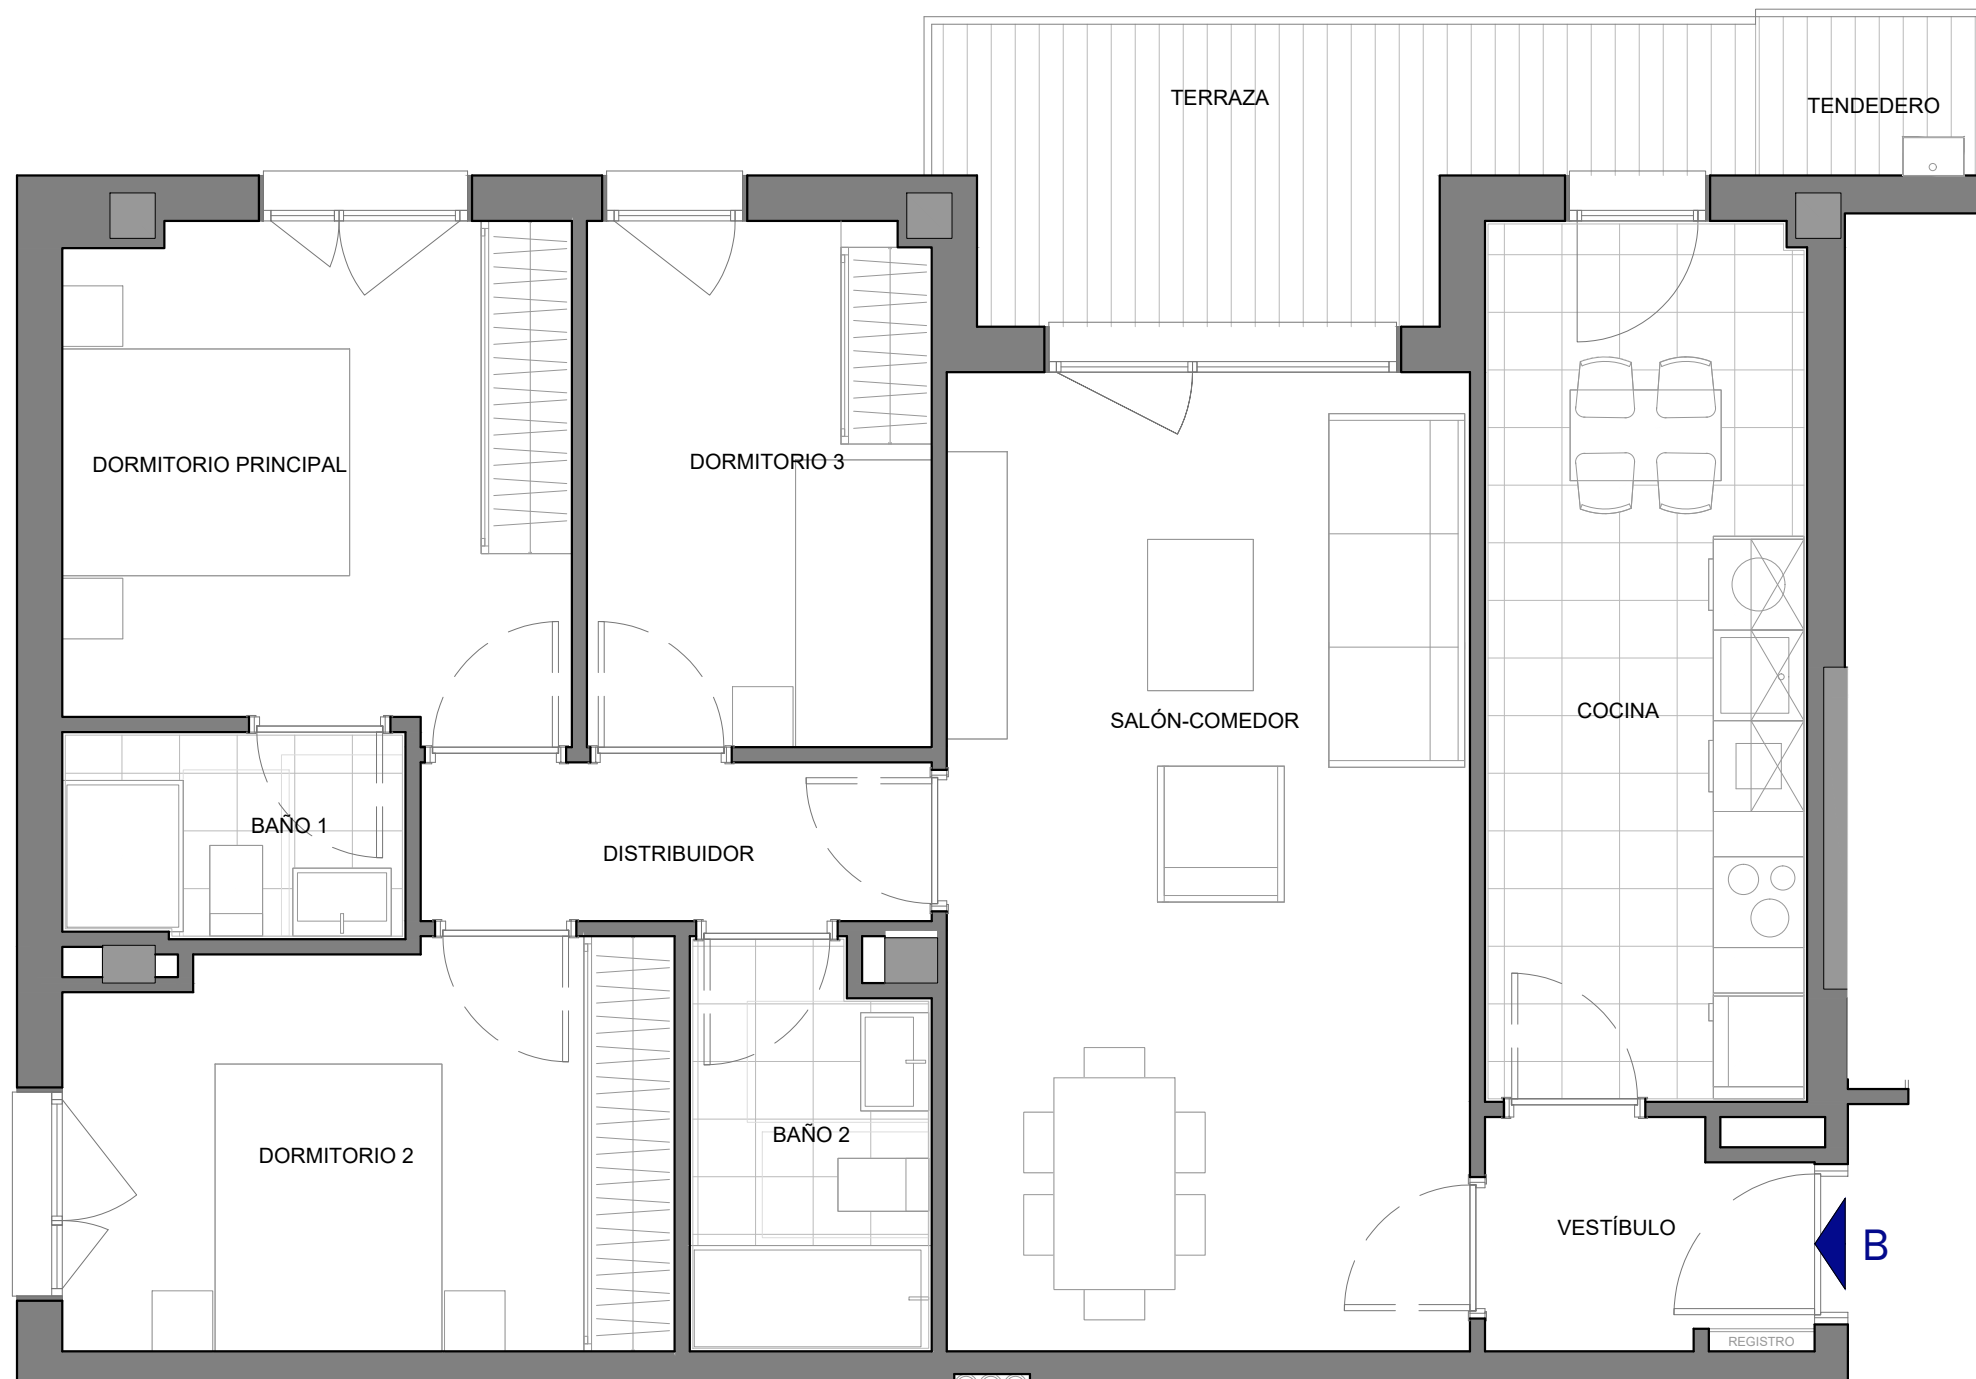 TERRAZA
TENDEDERO
DORMITORIO PRINCIPAL
DORMITORIO 3
SALÓN-COMEDOR
COCINA
BAÑO 1
DISTRIBUIDOR
DORMITORIO 2
BAÑO 2
VESTÍBULO
B
REGISTRO